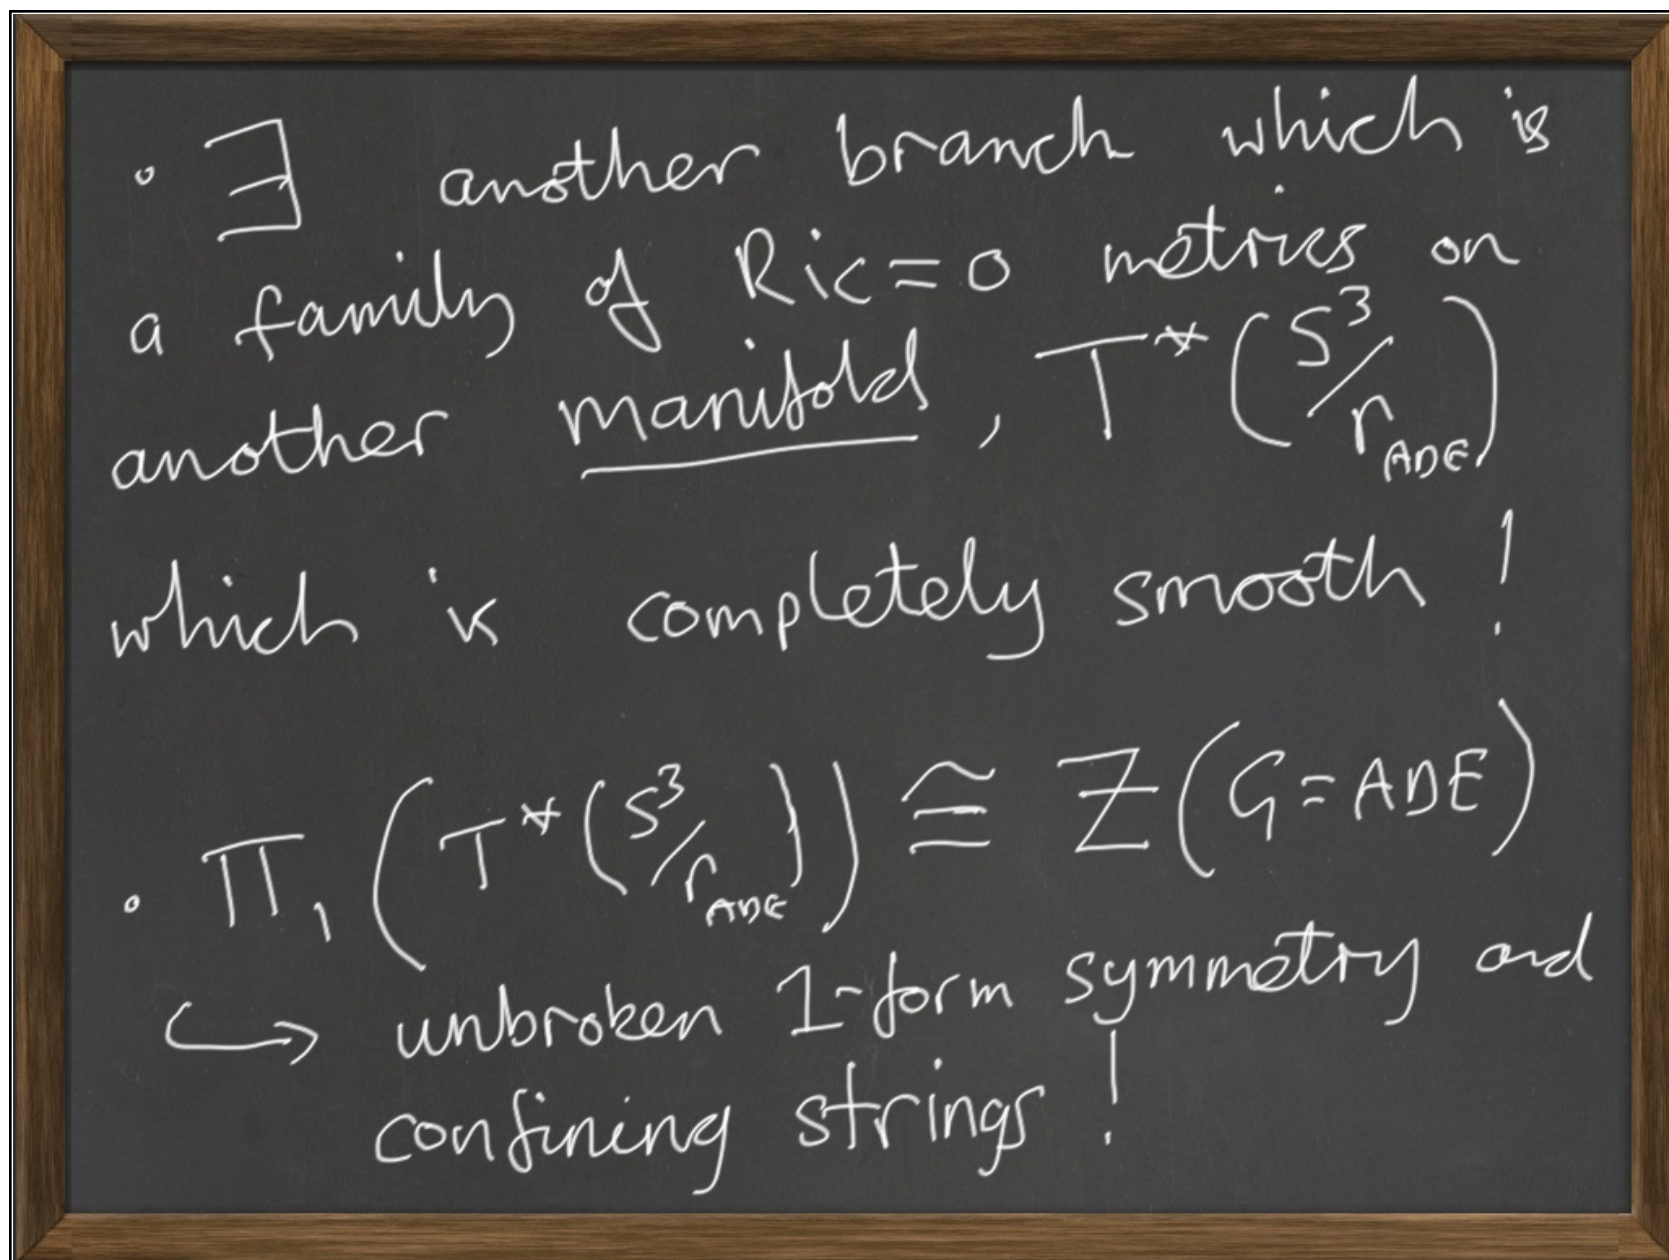 ∘ ∃ another branch which is
a family of Ric=0 metrics on
another manifold, T*(S³/Γ_ADE)
which is completely smooth!
∘ Π₁(T*(S³/Γ_ADE)) ≅ Z(G=ADE)
↪ unbroken 1-form symmetry and
confining strings!